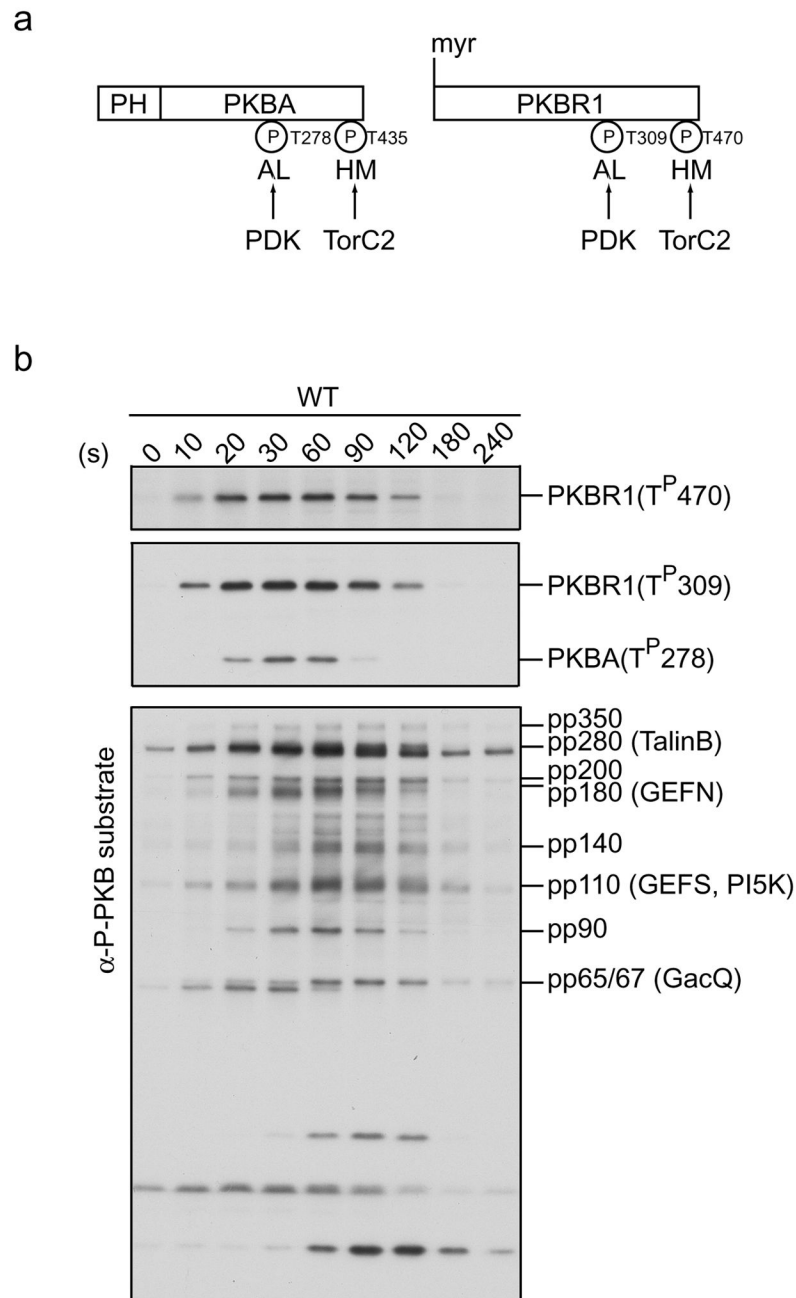 a
myr
PH PKBA PKBR1
P T278 P T435 P T309 P T470
AL HM AL HM
PDK TorC2 PDK TorC2
b
WT
(s) 0 10 20 30 60 90 120 180 240
PKBR1(Tᴾ470)
PKBR1(Tᴾ309)
PKBA(Tᴾ278)
α-P-PKB substrate
pp350
pp280 (TalinB)
pp200
pp180 (GEFN)
pp140
pp110 (GEFS, PI5K)
pp90
pp65/67 (GacQ)